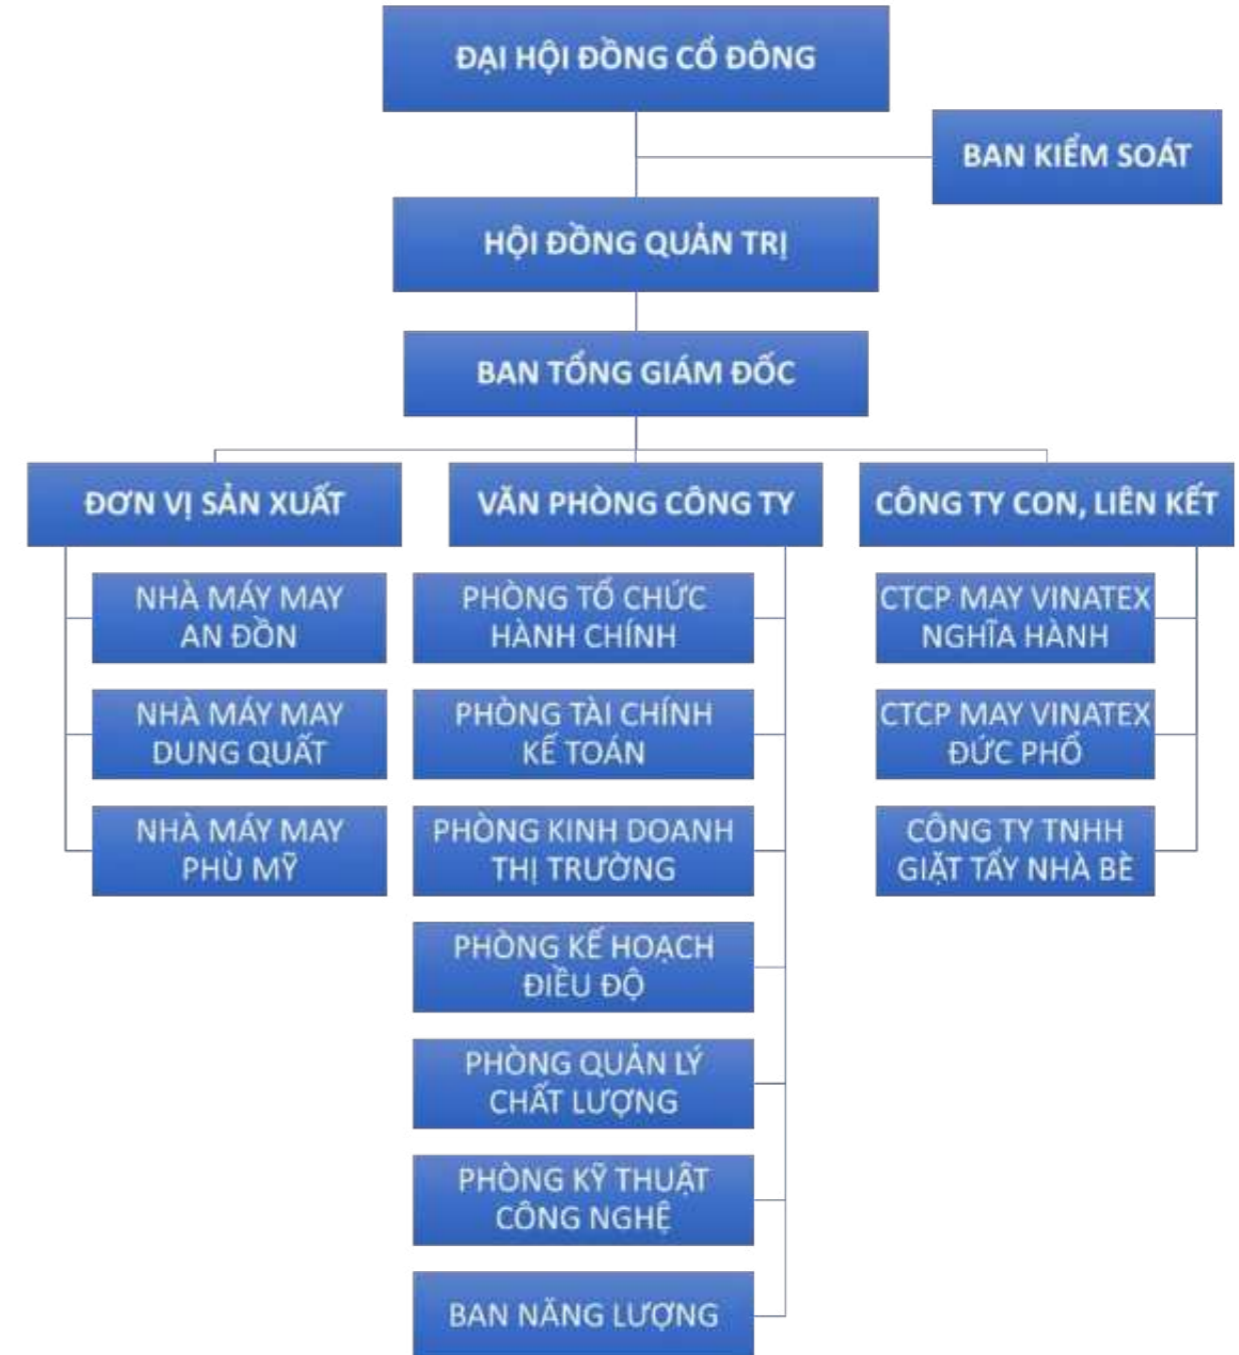 ĐẠI HỘI ĐỒNG CỔ ĐÔNG
BAN KIỂM SOÁT
HỘI ĐỒNG QUẢN TRỊ
BAN TỔNG GIÁM ĐỐC
ĐƠN VỊ SẢN XUẤT
NHÀ MÁY MAY
AN ĐỒN
NHÀ MÁY MAY
DUNG QUẤT
NHÀ MÁY MAY
PHÙ MỸ
VĂN PHÒNG CÔNG TY
PHÒNG TỔ CHỨC
HÀNH CHÍNH
PHÒNG TÀI CHÍNH
KẾ TOÁN
PHÒNG KINH DOANH
THỊ TRƯỜNG
PHÒNG KẾ HOẠCH
ĐIỀU ĐỘ
PHÒNG QUẢN LÝ
CHẤT LƯỢNG
PHÒNG KỸ THUẬT
CÔNG NGHỆ
BAN NĂNG LƯỢNG
CÔNG TY CON, LIÊN KẾT
CTCP MAY VINATEX
NGHĨA HÀNH
CTCP MAY VINATEX
ĐỨC PHỔ
CÔNG TY TNHH
GIẶT TẨY NHÀ BÈ